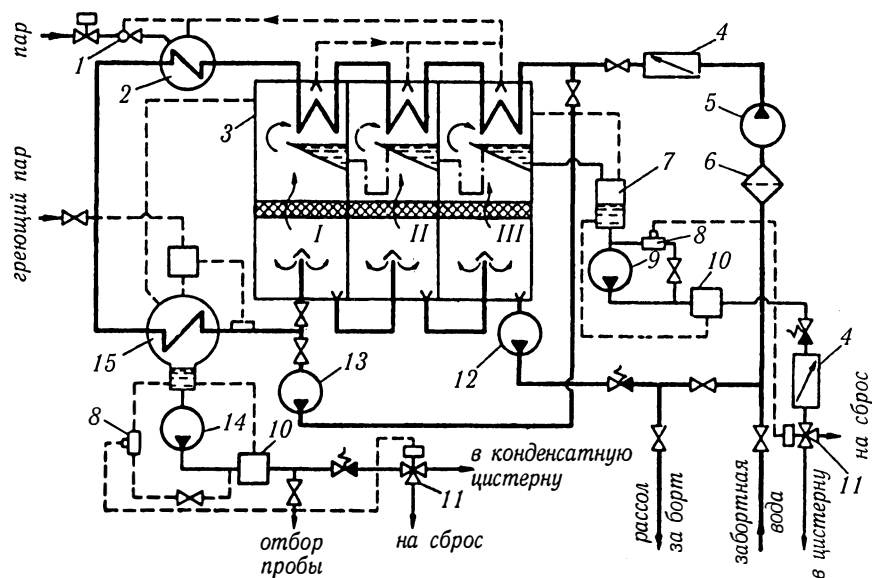 пар
1
2
3
4
5
6
7
8
9
10
4
греющий пар
I
II
III
15
13
12
14
8
10
11
11
в конденсатную
цистерну
отбор
пробы
на сброс
рассол
за борт
забортная
вода
в цистерну
на сброс